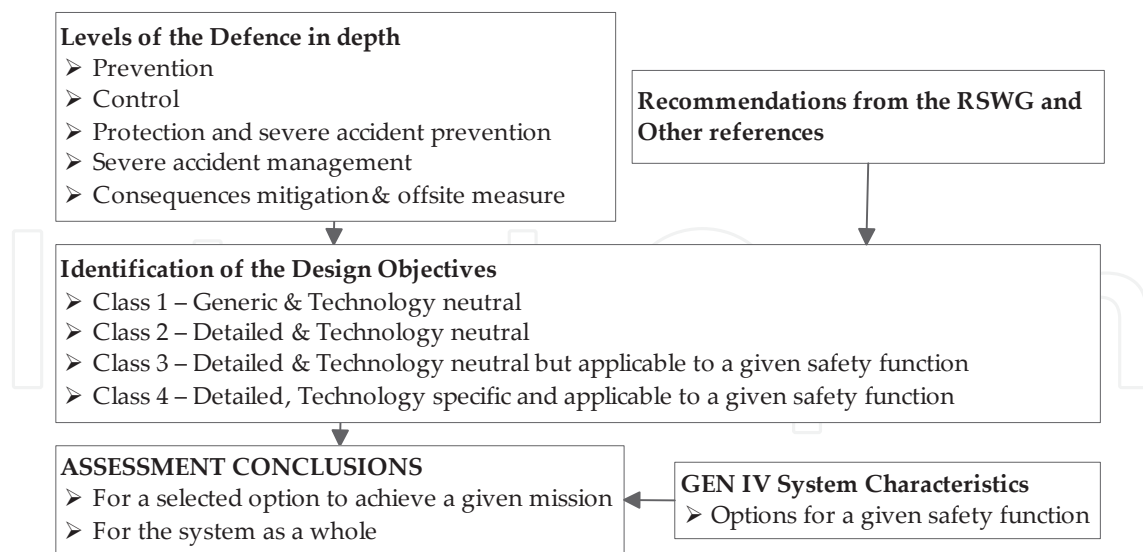 Levels of the Defence in depth
➢ Prevention
➢ Control
➢ Protection and severe accident prevention
➢ Severe accident management
➢ Consequences mitigation& offsite measure
Recommendations from the RSWG and
Other references
Identification of the Design Objectives
➢ Class 1 – Generic & Technology neutral
➢ Class 2 – Detailed & Technology neutral
➢ Class 3 – Detailed & Technology neutral but applicable to a given safety function
➢ Class 4 – Detailed, Technology specific and applicable to a given safety function
ASSESSMENT CONCLUSIONS
➢ For a selected option to achieve a given mission
➢ For the system as a whole
GEN IV System Characteristics
➢ Options for a given safety function